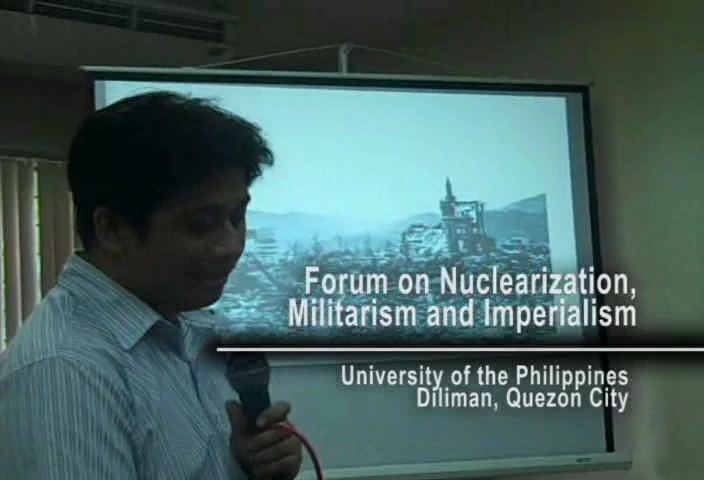 Forum on Nuclearization,
Militarism and Imperialism
University of the Philippines
Diliman, Quezon City